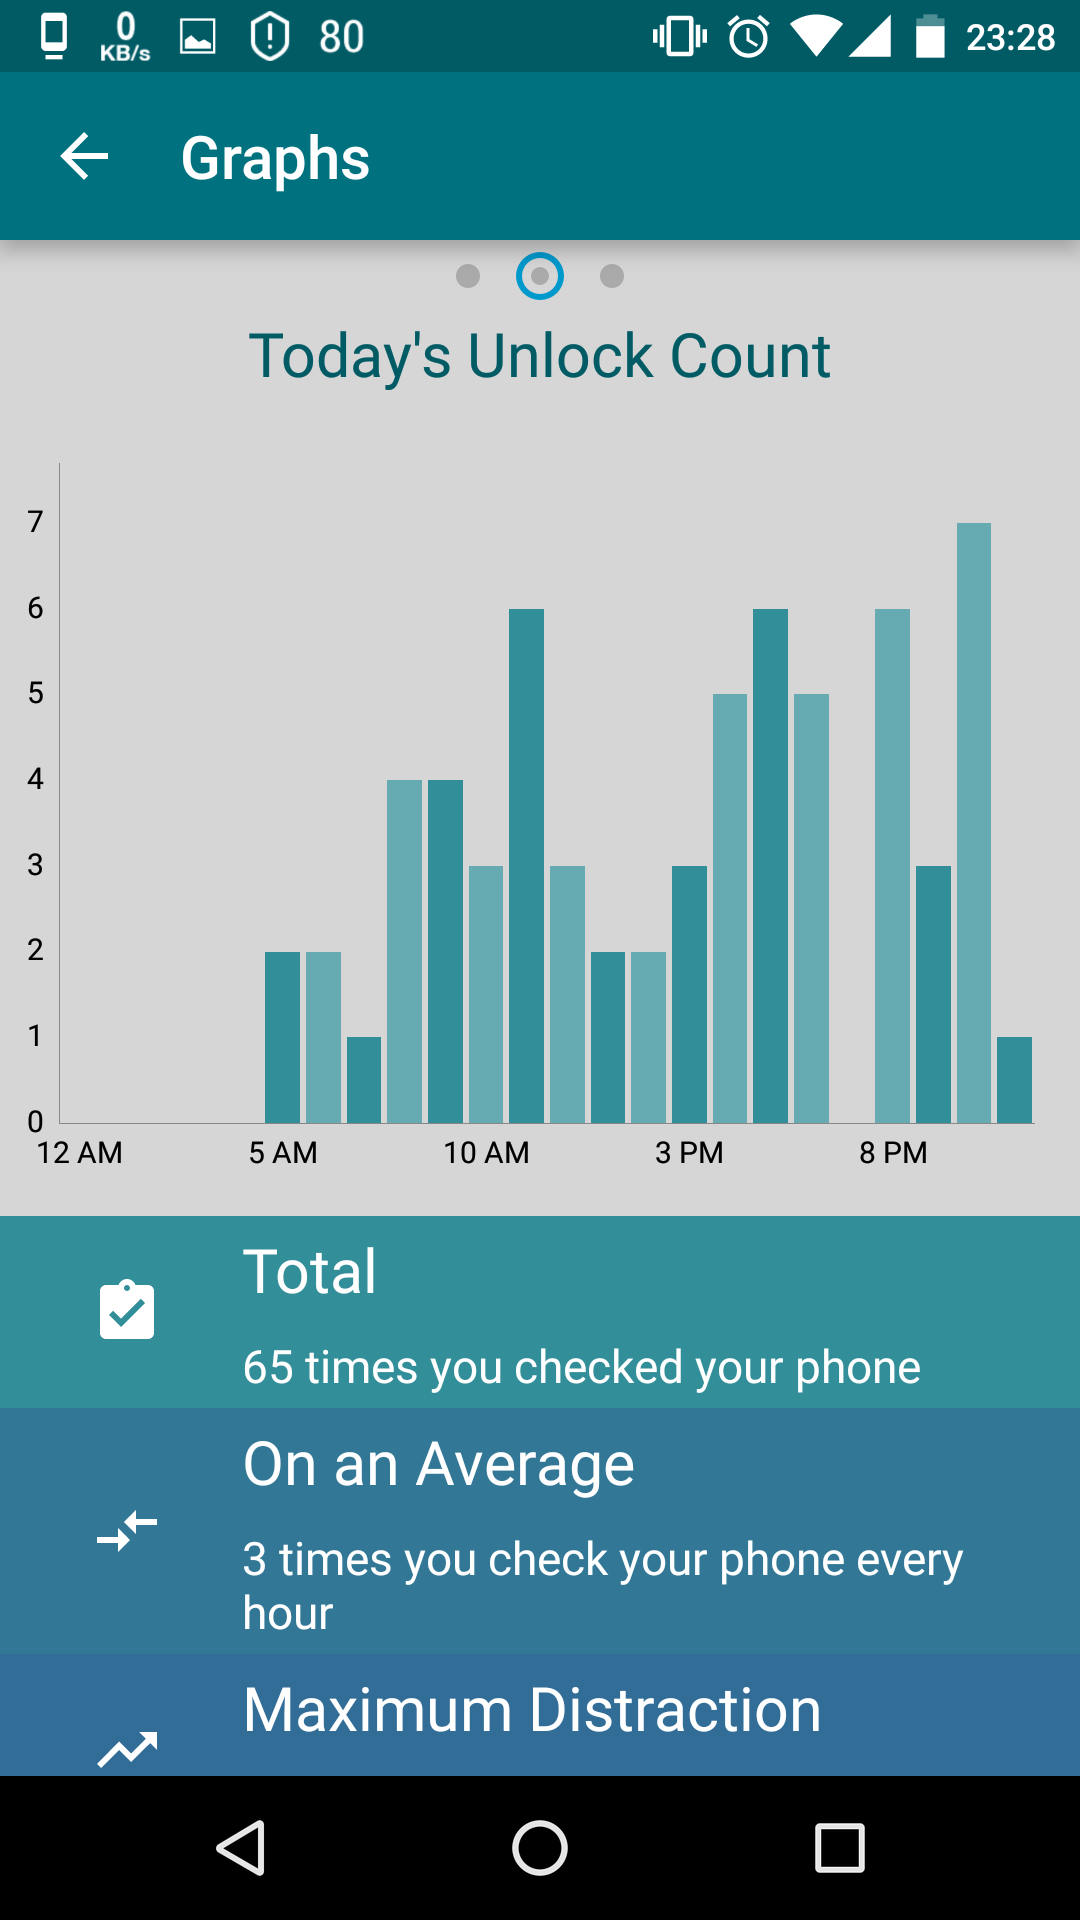 0
KB/s
80
23:28
Graphs
Today's Unlock Count
7
6
5
4
3
2
1
0
12 AM 5 AM 10 AM 3 PM 8 PM
Total
65 times you checked your phone
On an Average
3 times you check your phone every
hour
Maximum Distraction